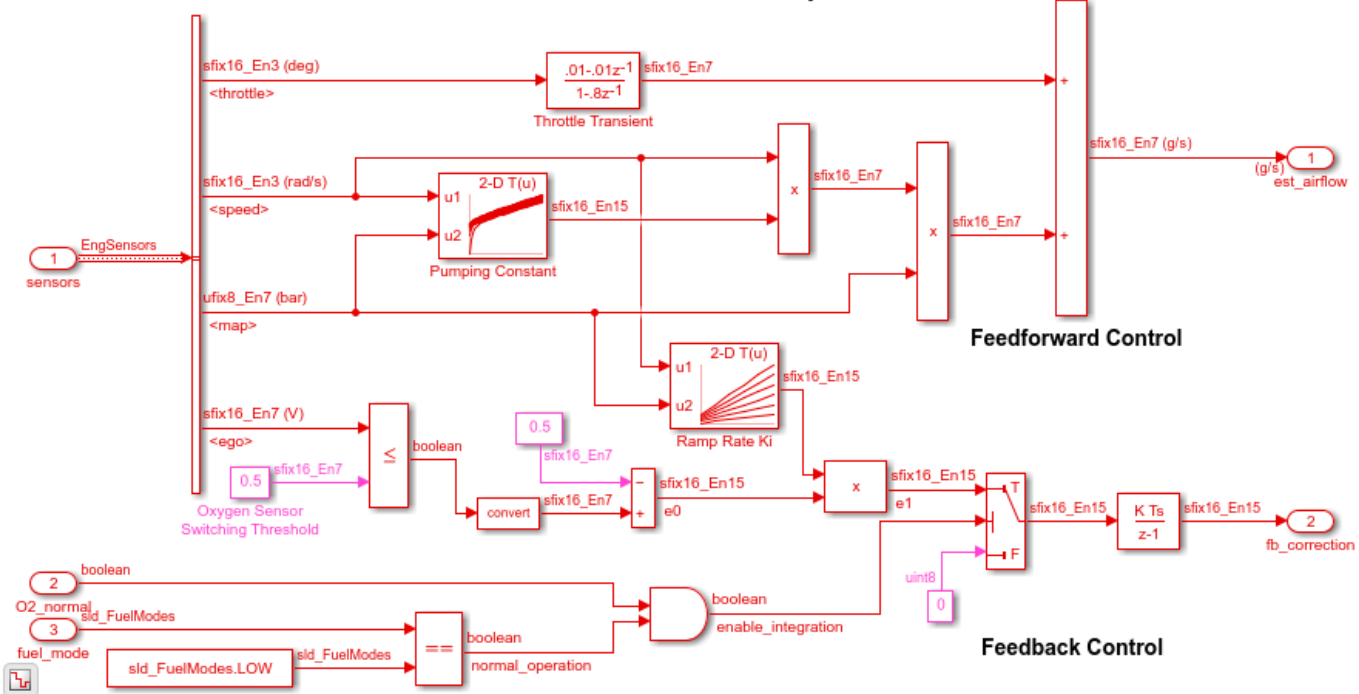 sfix16_En3 (deg)
<throttle>
.01-.01z-1
1-.8z-1
Throttle Transient
sfix16_En7
+
sfix16_En7 (g/s)
(g/s)
1
est_airflow
sfix16_En3 (rad/s)
<speed>
2-D T(u)
u1
u2
Pumping Constant
sfix16_En15
x
sfix16_En7
x
sfix16_En7
+
1
sensors
EngSensors
ufix8_En7 (bar)
<map>
Feedforward Control
2-D T(u)
u1
u2
Ramp Rate Ki
sfix16_En15
sfix16_En7 (V)
<ego>
0.5
sfix16_En7
Oxygen Sensor
Switching Threshold
≤
boolean
convert
sfix16_En7
0.5
sfix16_En7
−
+
sfix16_En15
e0
x
sfix16_En15
e1
T
F
sfix16_En15
K Ts
z-1
sfix16_En15
2
fb_correction
uint8
0
2
O2_normal
boolean
3
fuel_mode
sld_FuelModes
sld_FuelModes.LOW
sld_FuelModes
==
boolean
normal_operation
boolean
enable_integration
Feedback Control